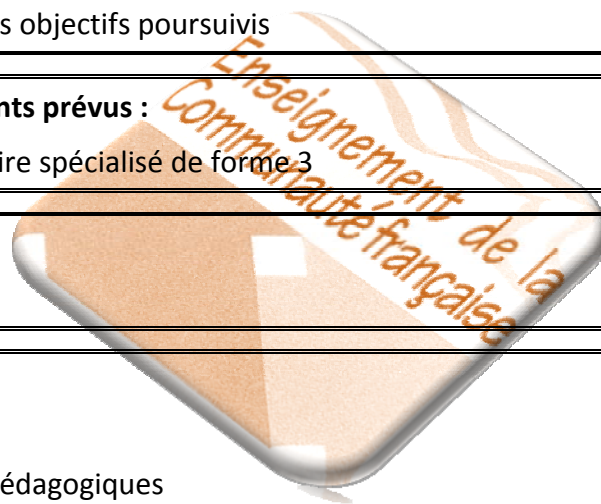 s objectifs poursuivis
nts prévus :
ire spécialisé de forme 3
Enseignement de la
Communauté française
édagogiques